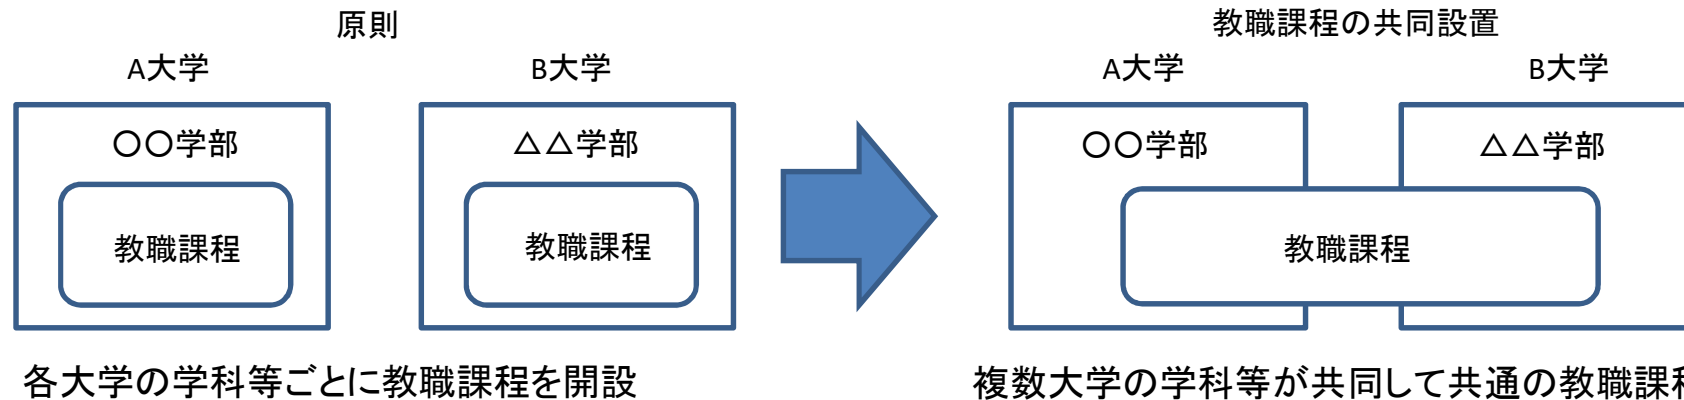 原則
A大学
B大学
〇〇学部
△△学部
教職課程
教職課程
各大学の学科等ごとに教職課程を開設
教職課程の共同設置
A大学
B大学
〇〇学部
△△学部
教職課程
複数大学の学科等が共同して共通の教職課